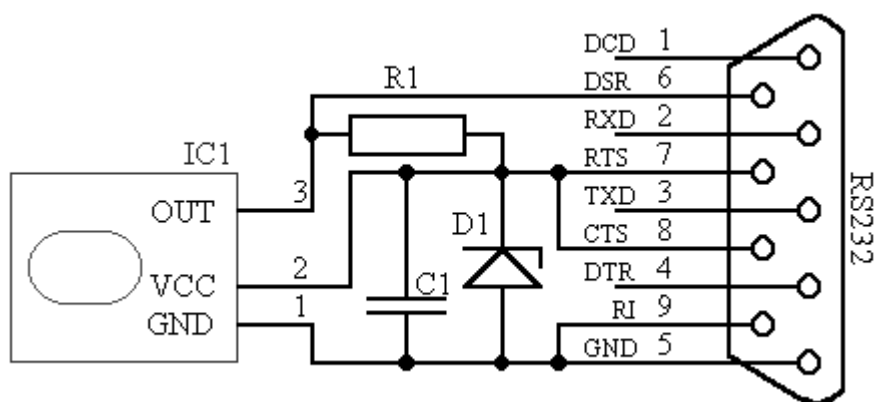 IC1
OUT 3
VCC 2
GND 1
R1
C1
D1
DCD 1
DSR 6
RXD 2
RTS 7
TXD 3
CTS 8
DTR 4
RI 9
GND 5
RS232